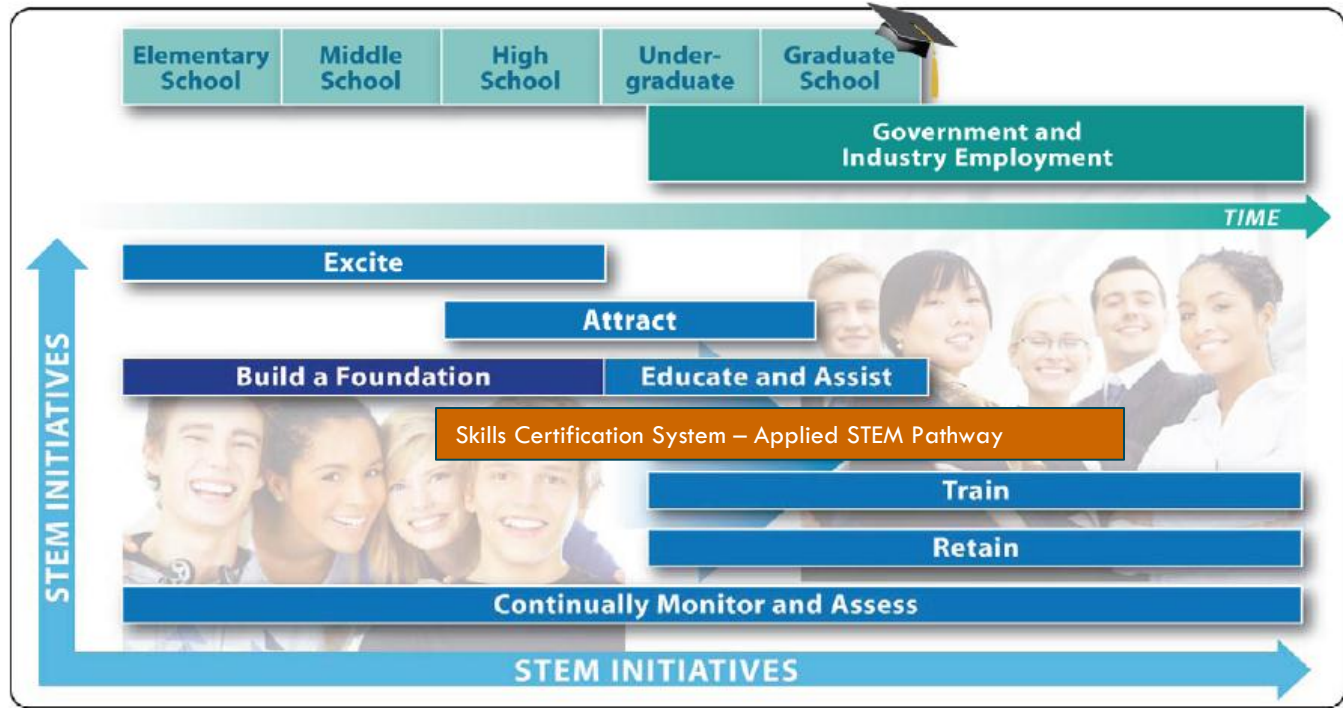 Elementary
School
Middle
School
High
School
Under-
graduate
Graduate
School
Government and
Industry Employment
TIME
Excite
Attract
Build a Foundation
Educate and Assist
Skills Certification System – Applied STEM Pathway
Train
Retain
Continually Monitor and Assess
STEM INITIATIVES
STEM INITIATIVES